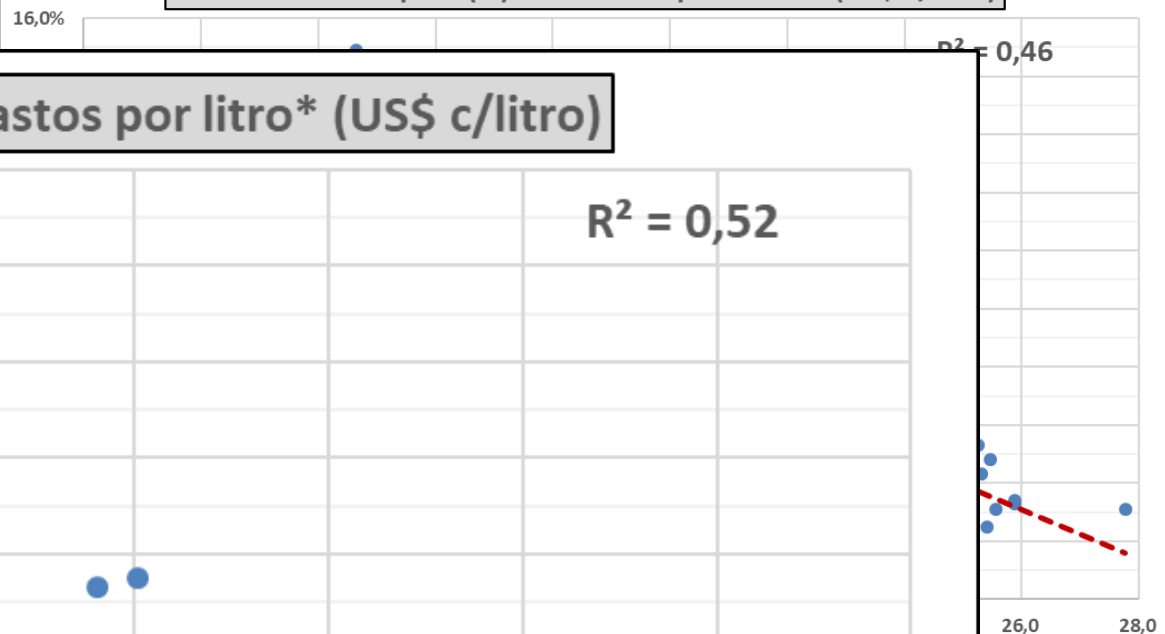 16,0%
R² = 0,46
astos por litro* (US$ c/litro)
R² = 0,52
26,0
28,0